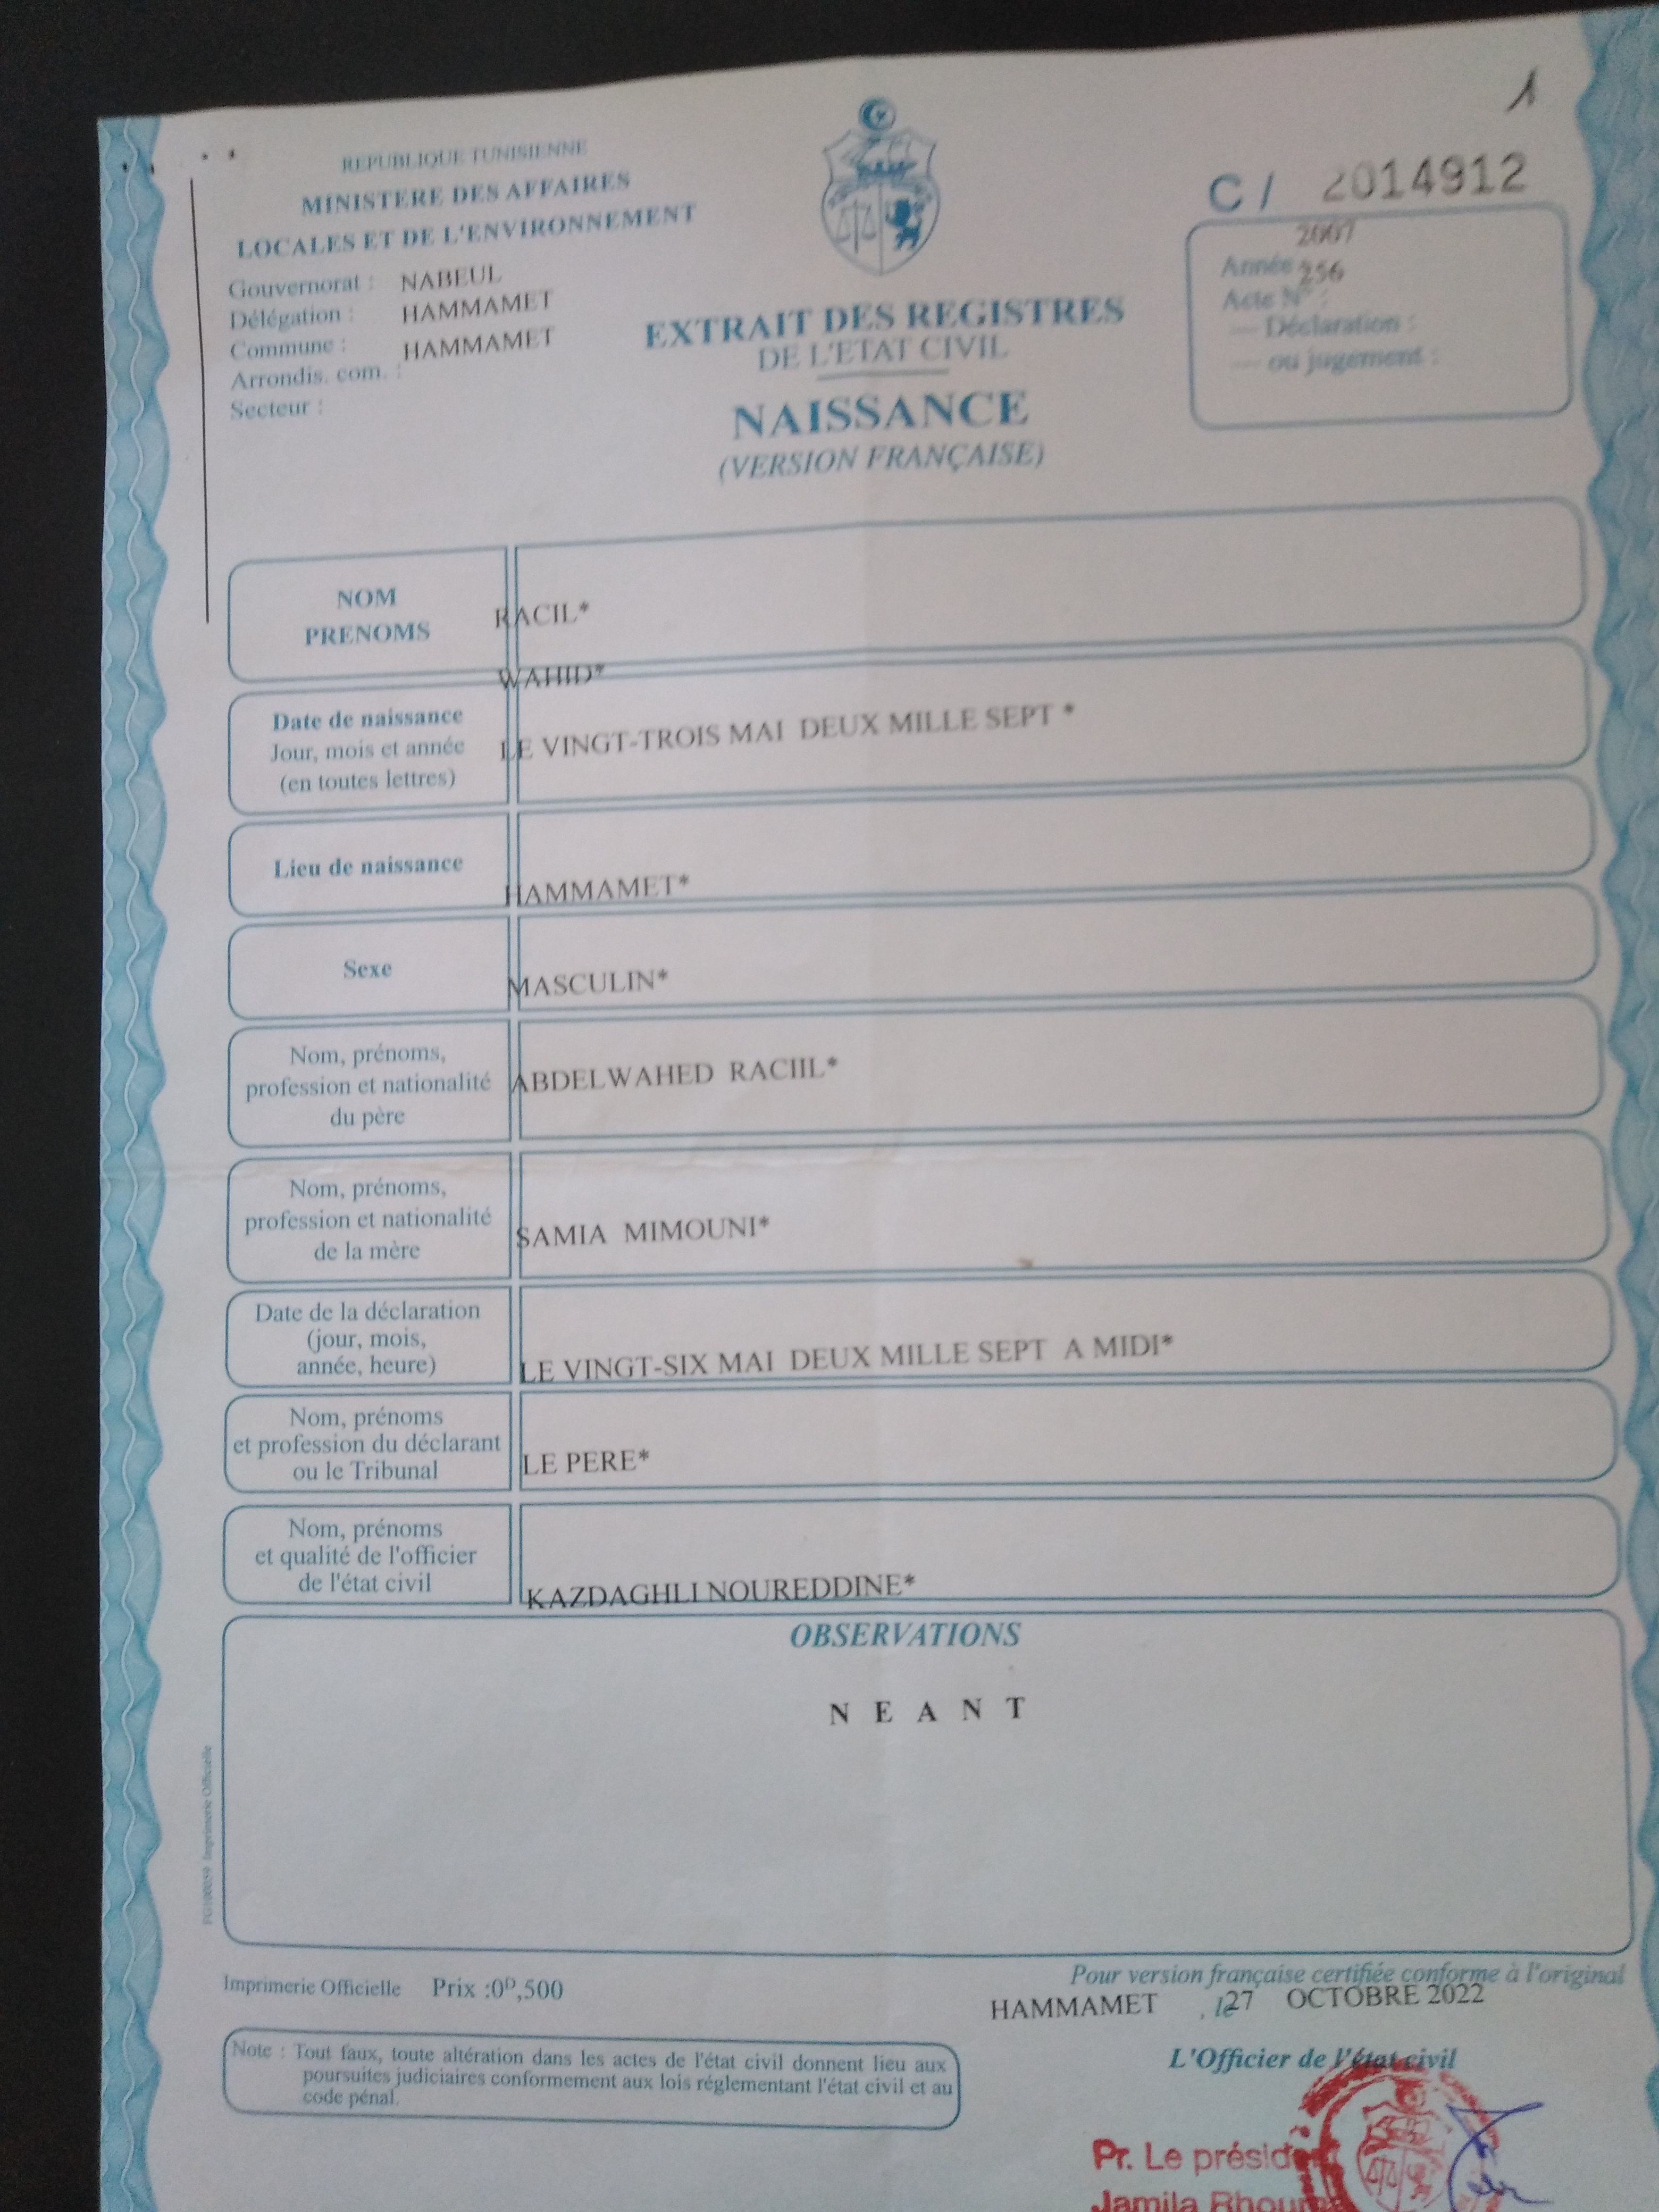 1
REPUBLIQUE TUNISIENNE
MINISTERE DES AFFAIRES
LOCALES ET DE L'ENVIRONNEMENT
Gouvernorat : NABEUL
Délégation : HAMMAMET
Commune : HAMMAMET
Arrondis. com. :
Secteur :
C / 2014912
2007
Année 256
Acte N° :
— Déclaration :
— ou jugement :
EXTRAIT DES REGISTRES
DE L'ETAT CIVIL
NAISSANCE
(VERSION FRANÇAISE)
NOM
PRENOMS
RACIL*
WAHID*
Date de naissance
Jour, mois et année
(en toutes lettres)
LE VINGT-TROIS MAI DEUX MILLE SEPT *
Lieu de naissance
HAMMAMET*
Sexe
MASCULIN*
Nom, prénoms,
profession et nationalité
du père
ABDELWAHED RACIIL*
Nom, prénoms,
profession et nationalité
de la mère
SAMIA MIMOUNI*
Date de la déclaration
(jour, mois,
année, heure)
LE VINGT-SIX MAI DEUX MILLE SEPT A MIDI*
Nom, prénoms
et profession du déclarant
ou le Tribunal
LE PERE*
Nom, prénoms
et qualité de l'officier
de l'état civil
KAZDAGHLI NOUREDDINE*
OBSERVATIONS
N E A N T
Imprimerie Officielle
Imprimerie Officielle Prix :0ᴰ,500
Pour version française certifiée conforme à l'original
HAMMAMET , le 27 OCTOBRE 2022
Note : Tout faux, toute altération dans les actes de l'état civil donnent lieu aux
poursuites judiciaires conformement aux lois réglementant l'état civil et au
code pénal.
L'Officier de l'état civil
Pr. Le présid
Jamila Rhoum